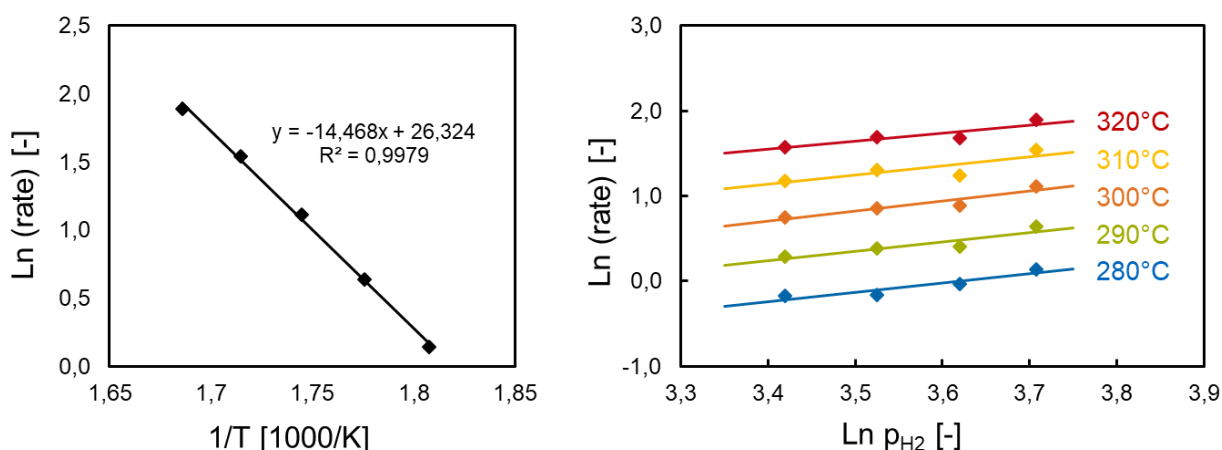 2,5
2,0
1,5
1,0
0,5
0,0
Ln (rate) [-]
y = -14,468x + 26,324
R² = 0,9979
1,65
1,7
1,75
1,8
1,85
1/T [1000/K]
3,0
2,0
1,0
0,0
-1,0
Ln (rate) [-]
320°C
310°C
300°C
290°C
280°C
3,3
3,4
3,5
3,6
3,7
3,8
3,9
Ln pH2 [-]